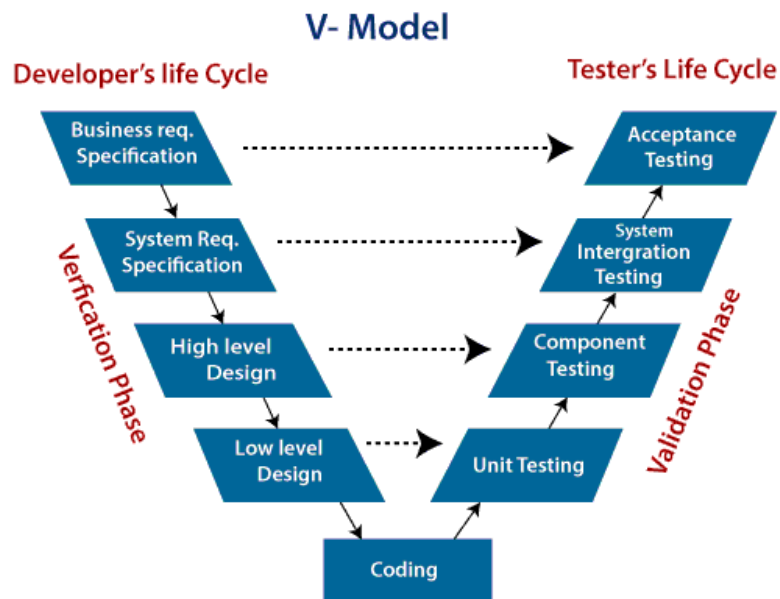 V- Model
Developer's life Cycle
Tester's Life Cycle
Business req.
Specification
Acceptance
Testing
System Req.
Specification
System
Intergration
Testing
Verfication Phase
High level
Design
Component
Testing
Validation Phase
Low level
Design
Unit Testing
Coding